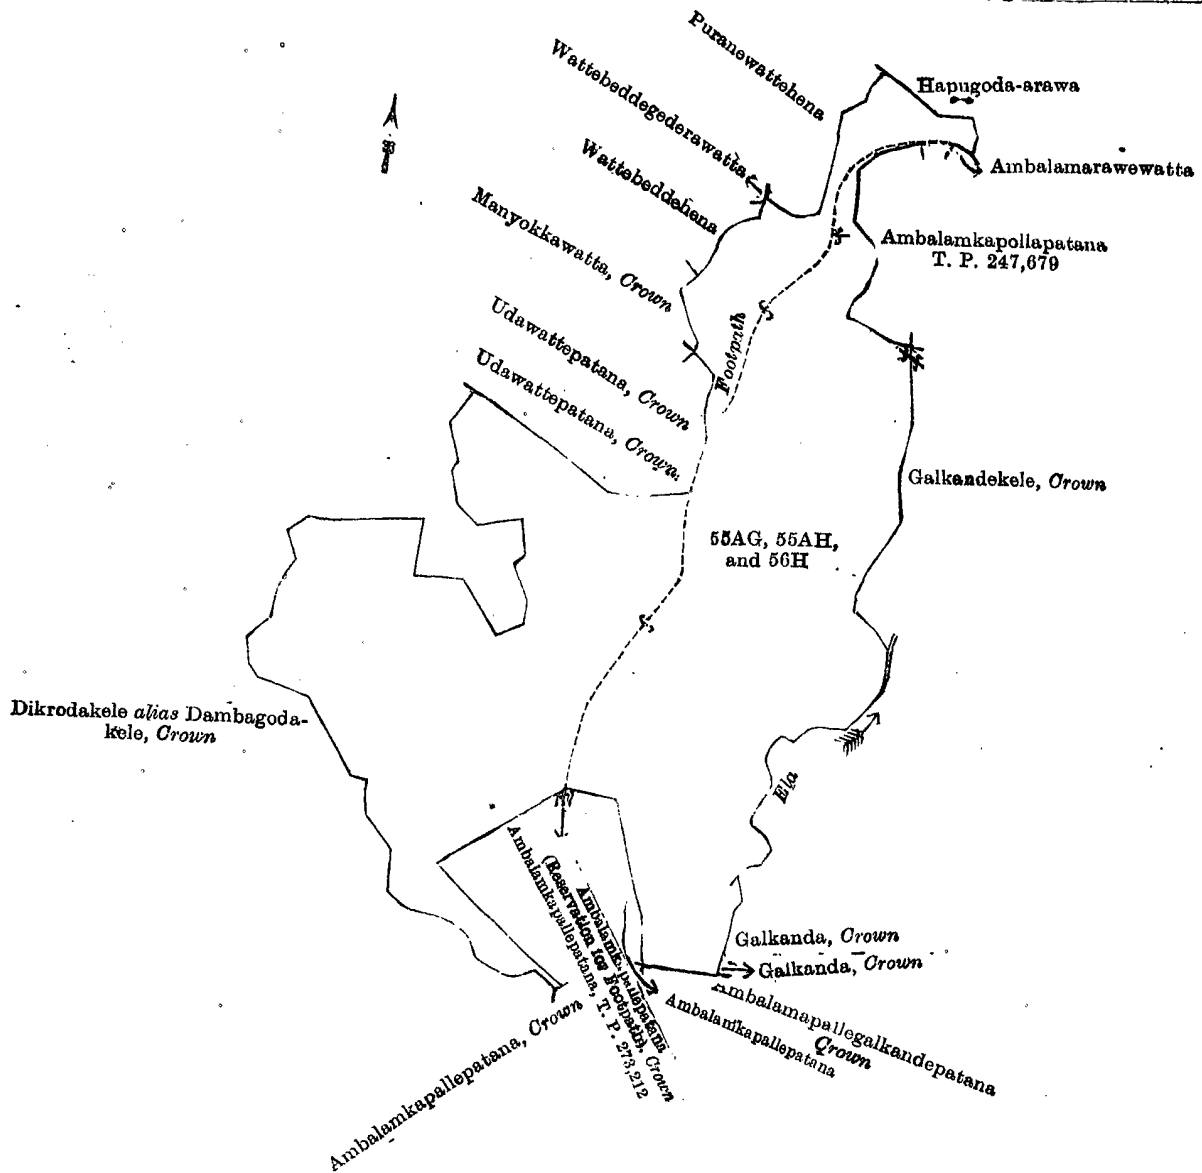 Puranewattehena
Wattebeddegederawatta
Wattebeddehena
Manyokkawatta, Crown
Udawattepatana, Crown
Udawattepatana, Crown.
Hapugoda-arawa
Ambalamarawewatta
Ambalamkapollapatana
T. P. 247,679
Footpath
Galkandekele, Crown
55AG, 55AH,
and 56H
Dikrodakele alias Dambagoda-
kele, Crown
Ela
Galkanda, Crown
Galkanda, Crown
Ambalamapallegalkandepatana
Crown
Ambalamkapallepatana
Ambalamkapallepatana
(Reservation for Footpath), Crown
Ambalamkapallepatana, T. P. 273,212
Ambalamkapallepatana, Crown